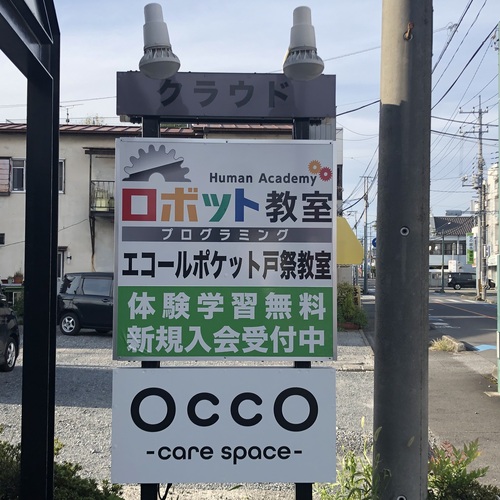 クラウド
Human Academy
ロボット教室
プログラミング
エコールポケット戸祭教室
体験学習無料
新規入会受付中
OccO
-care space-